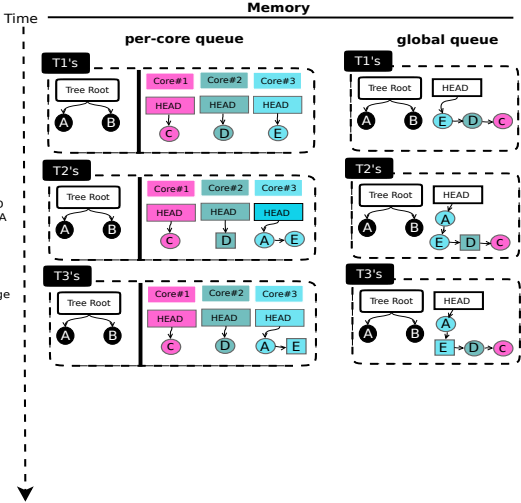 Memory
Time
per-core queue
global queue
T1's
Tree Root
A B
Core#1 Core#2 Core#3
HEAD HEAD HEAD
c D E
T1's
Tree Root
A B
HEAD
E D c
T2's
Tree Root
A B
Core#1 Core#2 Core#3
HEAD HEAD HEAD
c D A E
T2's
Tree Root
A B
HEAD
A
E D c
T3's
Tree Root
A B
Core#1 Core#2 Core#3
HEAD HEAD HEAD
c D A E
T3's
Tree Root
A B
HEAD
A
E D c
A
ge